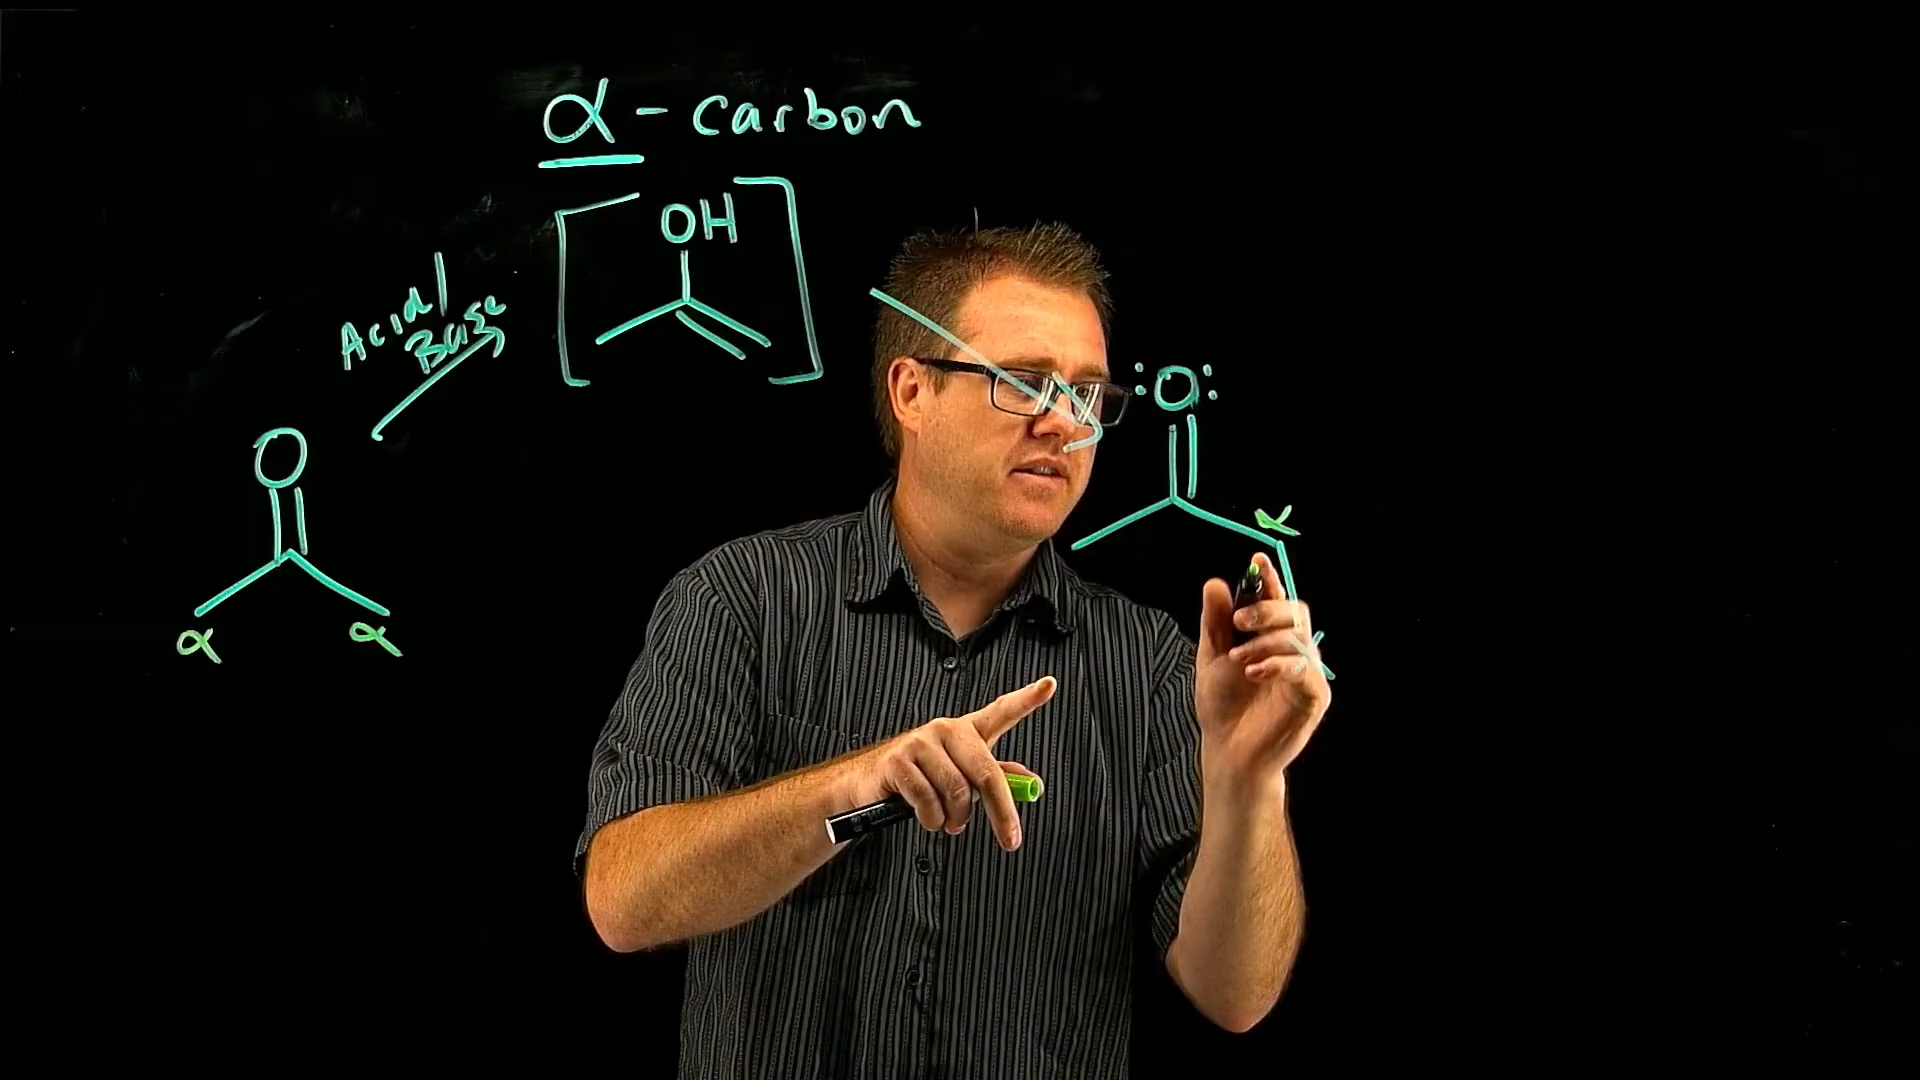 α - carbon
OH
Acid/
Base
O
α
α
:O:
α
X